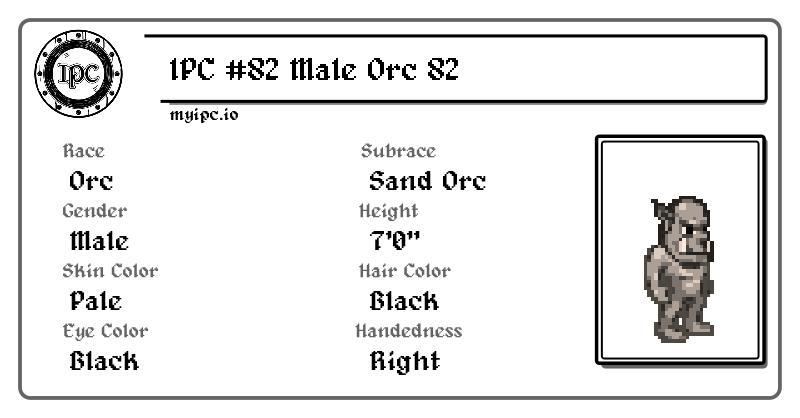 IPC
IPC #82 Male Orc 82
myipc.io
Race
Orc
Subrace
Sand Orc
Gender
Male
Height
7'0"
Skin Color
Pale
Hair Color
Black
Eye Color
Black
Handedness
Right